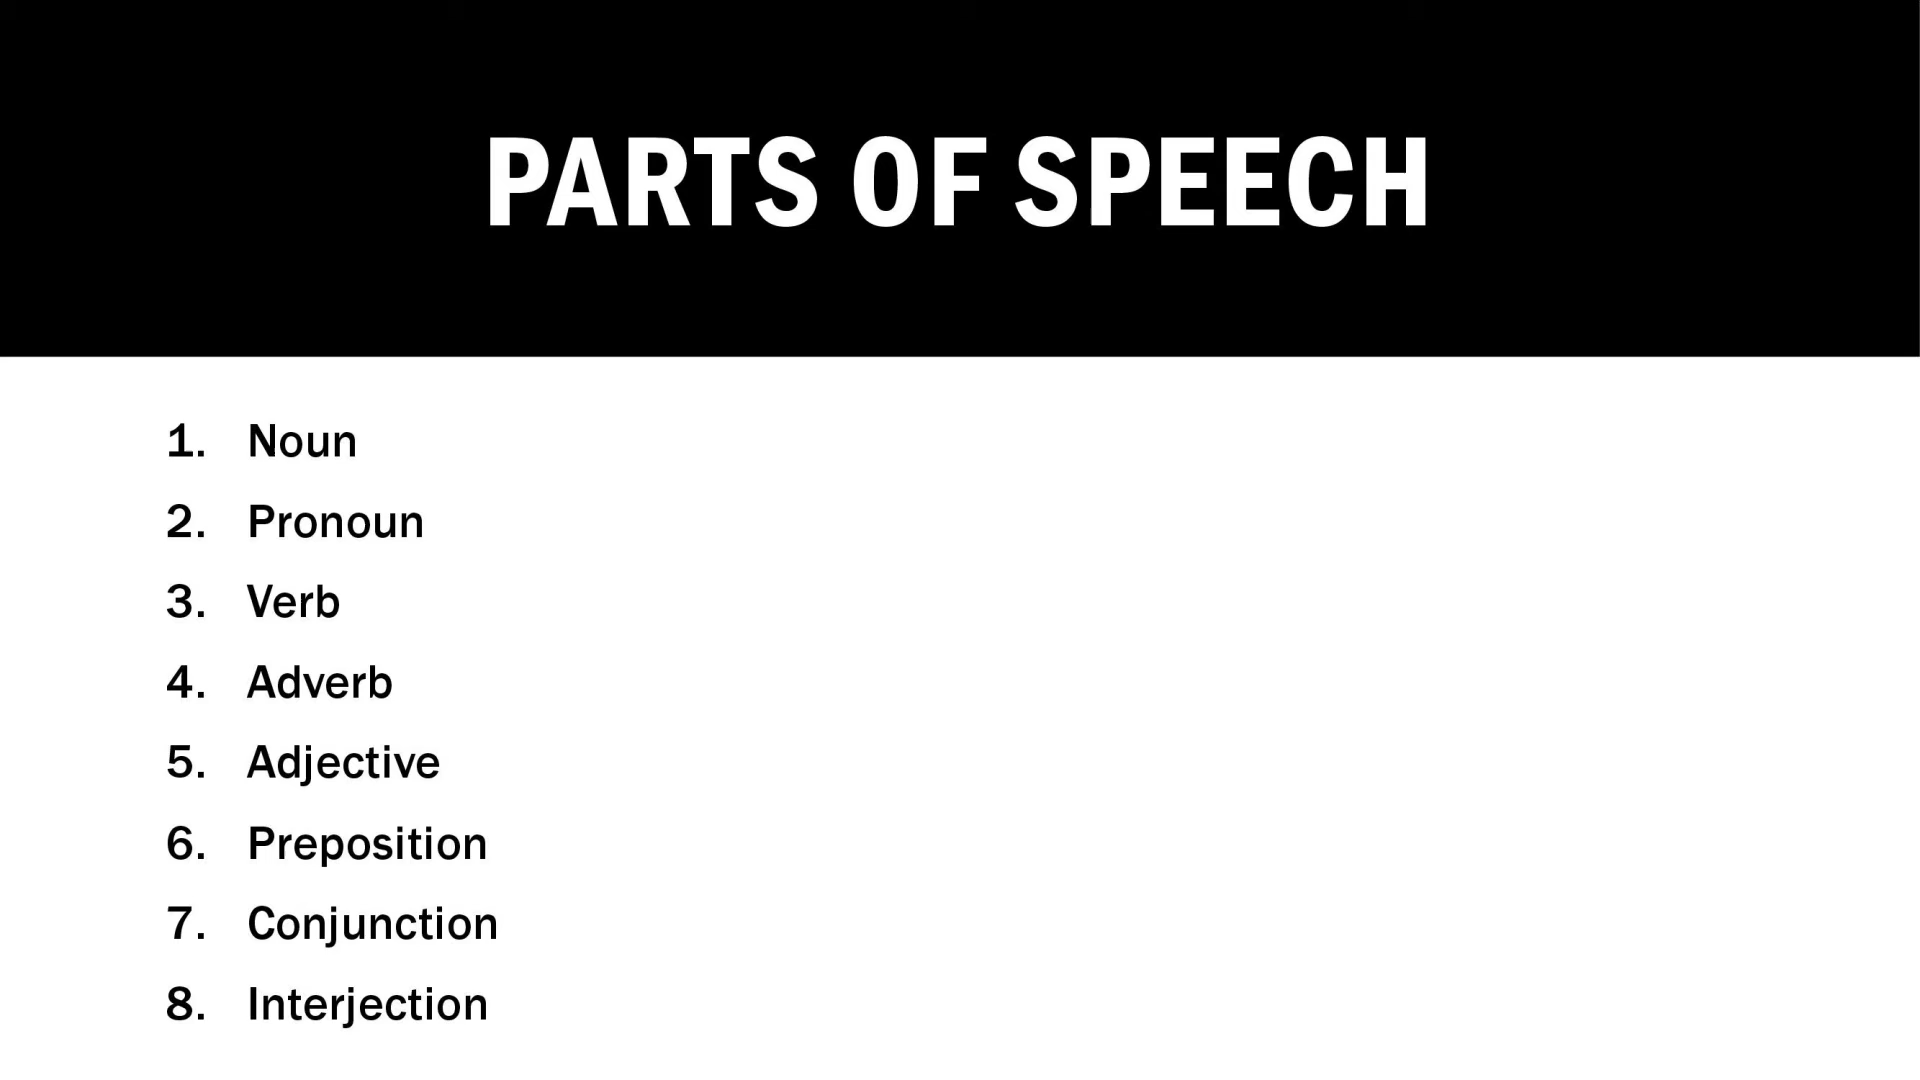 PARTS OF SPEECH
1. Noun
2. Pronoun
3. Verb
4. Adverb
5. Adjective
6. Preposition
7. Conjunction
8. Interjection